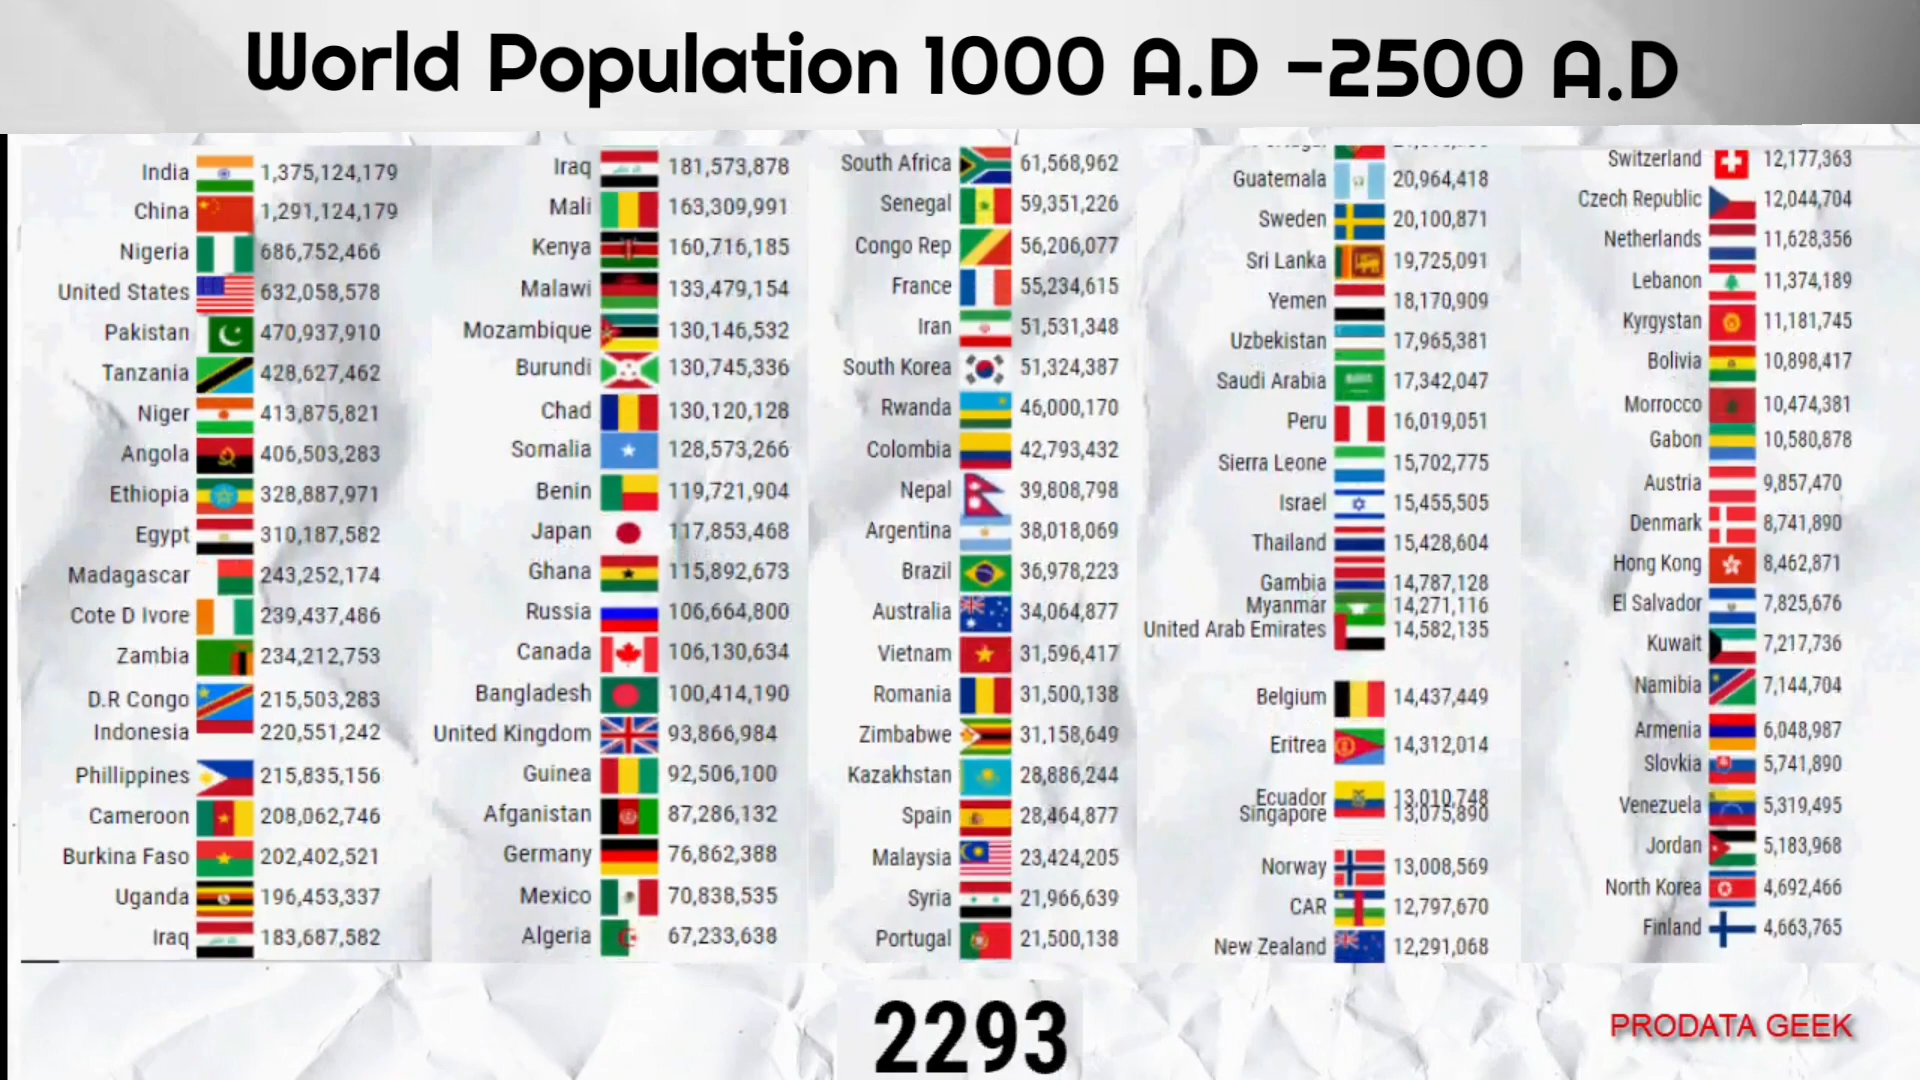 World Population 1000 A.D -2500 A.D
India 1,375,124,179
China 1,291,124,179
Nigeria 686,752,466
United States 632,058,578
Pakistan 470,937,910
Tanzania 428,627,462
Niger 413,875,821
Angola 406,503,283
Ethiopia 328,887,971
Egypt 310,187,582
Madagascar 243,252,174
Cote D Ivore 239,437,486
Zambia 234,212,753
D.R Congo 215,503,283
Indonesia 220,551,242
Phillippines 215,835,156
Cameroon 208,062,746
Burkina Faso 202,402,521
Uganda 196,453,337
Iraq 183,687,582
Iraq 181,573,878
Mali 163,309,991
Kenya 160,716,185
Malawi 133,479,154
Mozambique 130,146,532
Burundi 130,745,336
Chad 130,120,128
Somalia 128,573,266
Benin 119,721,904
Japan 117,853,468
Ghana 115,892,673
Russia 106,664,800
Canada 106,130,634
Bangladesh 100,414,190
United Kingdom 93,866,984
Guinea 92,506,100
Afganistan 87,286,132
Germany 76,862,388
Mexico 70,838,535
Algeria 67,233,638
South Africa 61,568,962
Senegal 59,351,226
Congo Rep 56,206,077
France 55,234,615
Iran 51,531,348
South Korea 51,324,387
Rwanda 46,000,170
Colombia 42,793,432
Nepal 39,808,798
Argentina 38,018,069
Brazil 36,978,223
Australia 34,064,877
Vietnam 31,596,417
Romania 31,500,138
Zimbabwe 31,158,649
Kazakhstan 28,886,244
Spain 28,464,877
Malaysia 23,424,205
Syria 21,966,639
Portugal 21,500,138
Guatemala 20,964,418
Sweden 20,100,871
Sri Lanka 19,725,091
Yemen 18,170,909
Uzbekistan 17,965,381
Saudi Arabia 17,342,047
Peru 16,019,051
Sierra Leone 15,702,775
Israel 15,455,505
Thailand 15,428,604
Gambia 14,787,128
Myanmar 14,271,116
United Arab Emirates 14,582,135
Belgium 14,437,449
Eritrea 14,312,014
Ecuador 13,010,748
Singapore 13,075,890
Norway 13,008,569
CAR 12,797,670
New Zealand 12,291,068
Switzerland 12,177,363
Czech Republic 12,044,704
Netherlands 11,628,356
Lebanon 11,374,189
Kyrgystan 11,181,745
Bolivia 10,898,417
Morrocco 10,474,381
Gabon 10,580,878
Austria 9,857,470
Denmark 8,741,890
Hong Kong 8,462,871
El Salvador 7,825,676
Kuwait 7,217,736
Namibia 7,144,704
Armenia 6,048,987
Slovkia 5,741,890
Venezuela 5,319,495
Jordan 5,183,968
North Korea 4,692,466
Finland 4,663,765
2293
PRODATA GEEK